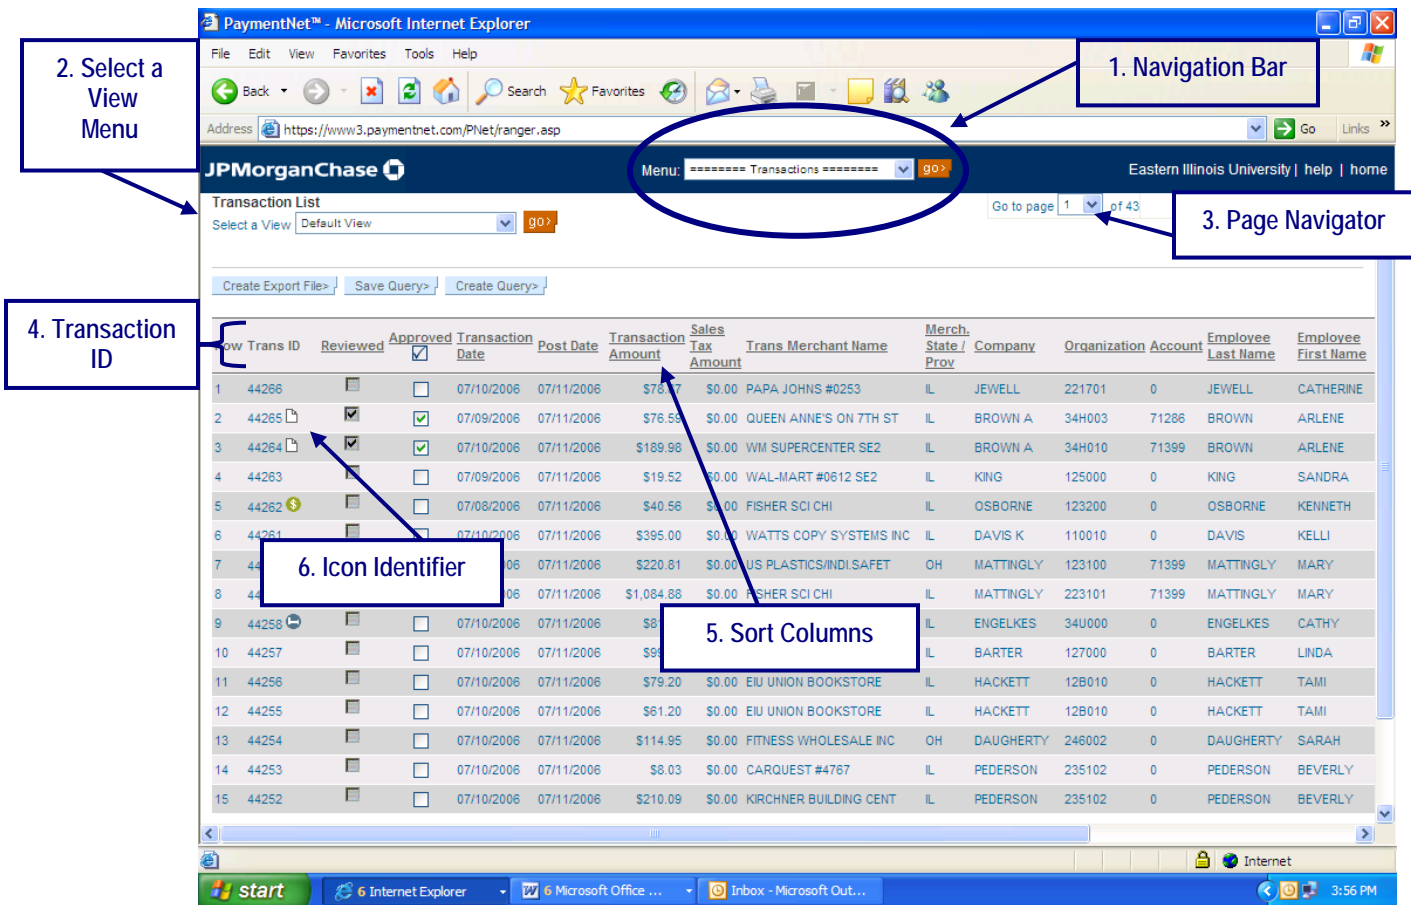 PaymentNet™ - Microsoft Internet Explorer
File Edit View Favorites Tools Help
2. Select a View Menu
1. Navigation Bar
Back Search Favorites
Address https://www3.paymentnet.com/PNet/ranger.asp Go Links »
JPMorganChase Menu: ======== Transactions ======== go> Eastern Illinois University | help | home
Transaction List
Go to page 1 of 43
Select a View Default View go>
3. Page Navigator
Create Export File> Save Query> Create Query>
4. Transaction ID
Trans ID Reviewed Approved Transaction Date Post Date Transaction Amount Sales Tax Amount Trans Merchant Name Merch. State / Prov Company Organization Account Employee Last Name Employee First Name
1 44266 07/10/2006 07/11/2006 $0.00 PAPA JOHNS #0253 IL JEWELL 221701 0 JEWELL CATHERINE
2 44265 07/09/2006 07/11/2006 $76.59 $0.00 QUEEN ANNE'S ON 7TH ST IL BROWN A 34H003 71286 BROWN ARLENE
3 44264 07/10/2006 07/11/2006 $189.98 $0.00 WM SUPERCENTER SE2 IL BROWN A 34H010 71399 BROWN ARLENE
4 44263 07/09/2006 07/11/2006 $19.52 $0.00 WAL-MART #0612 SE2 IL KING 125000 0 KING SANDRA
5 44262 07/08/2006 07/11/2006 $40.56 $0.00 FISHER SCI CHI IL OSBORNE 123200 0 OSBORNE KENNETH
6 44261 07/10/2006 07/11/2006 $395.00 $0.00 WATTS COPY SYSTEMS INC IL DAVIS K 110010 0 DAVIS KELLI
6. Icon Identifier
7 07/11/2006 $220.81 $0.00 US PLASTICS/INDI.SAFET OH MATTINGLY 123100 71399 MATTINGLY MARY
8 07/11/2006 $1,084.88 $0.00 FISHER SCI CHI IL MATTINGLY 223101 71399 MATTINGLY MARY
9 44258 07/10/2006 07/11/2006 IL ENGELKES 34U000 0 ENGELKES CATHY
5. Sort Columns
10 44257 07/10/2006 07/11/2006 IL BARTER 127000 0 BARTER LINDA
11 44256 07/10/2006 07/11/2006 $79.20 $0.00 EIU UNION BOOKSTORE IL HACKETT 12B010 0 HACKETT TAMI
12 44255 07/10/2006 07/11/2006 $61.20 $0.00 EIU UNION BOOKSTORE IL HACKETT 12B010 0 HACKETT TAMI
13 44254 07/10/2006 07/11/2006 $114.95 $0.00 FITNESS WHOLESALE INC OH DAUGHERTY 246002 0 DAUGHERTY SARAH
14 44253 07/10/2006 07/11/2006 $8.03 $0.00 CARQUEST #4767 IL PEDERSON 235102 0 PEDERSON BEVERLY
15 44252 07/10/2006 07/11/2006 $210.09 $0.00 KIRCHNER BUILDING CENT IL PEDERSON 235102 0 PEDERSON BEVERLY
Internet
start 6 Internet Explorer 6 Microsoft Office ... Inbox - Microsoft Out... 3:56 PM